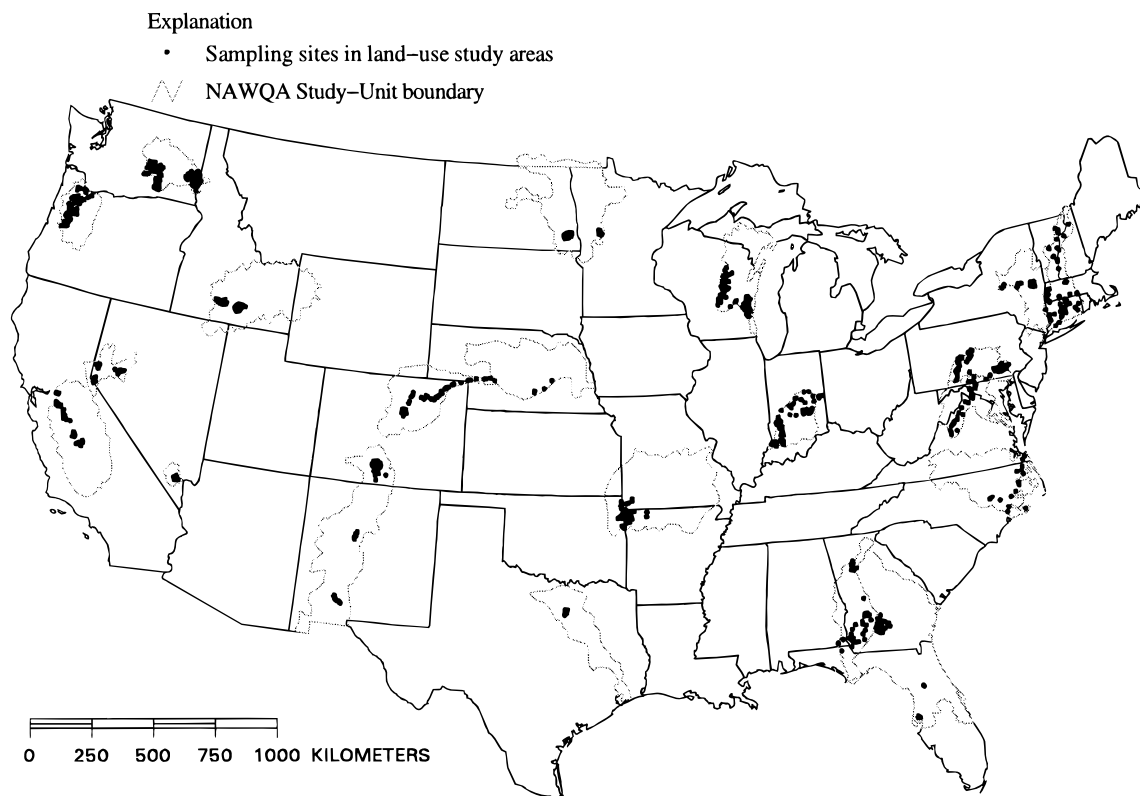 Explanation
Sampling sites in land−use study areas
NAWQA Study−Unit boundary
0 250 500 750 1000 KILOMETERS